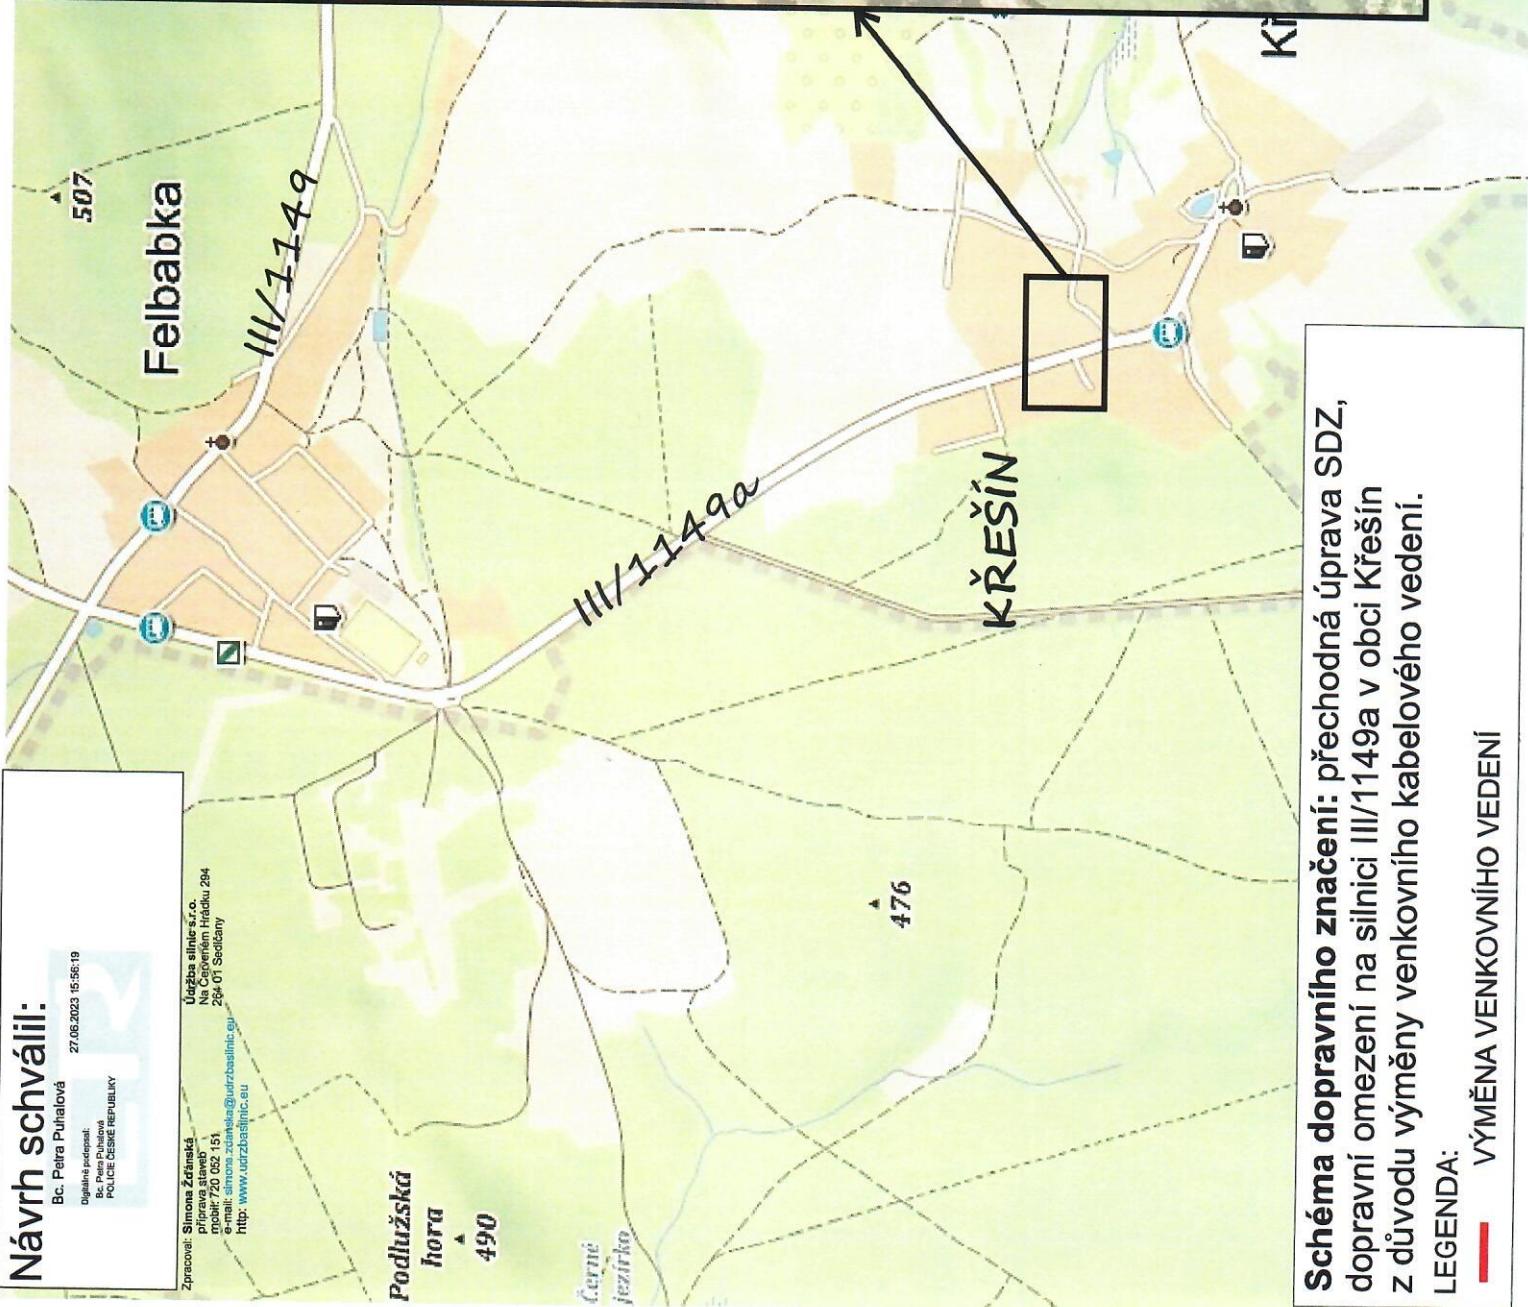 Návrh schválil:
Bc. Petra Puhalová
27.06.2023 15:56:19
Digitálně podepsal:
Bc. Petra Puhalová
POLICIE ČESKÉ REPUBLIKY
Zpracoval: Simona Žďánská
příprava staveb
mobil: 720 052 151
e-mail: simona.zdanska@udrzbasilnic.eu
http: www.udrzbasilnic.eu
Údržba silnic s.r.o.
Na Červeném Hrádku 294
264 01 Sedlčany
507
Felbabka
III/1149
III/1149a
KŘEŠÍN
Kř
476
Podlužská
hora
490
Černé
jezírko
Schéma dopravního značení: přechodná úprava SDZ,
dopravní omezení na silnici III/1149a v obci Křešín
z důvodu výměny venkovního kabelového vedení.
LEGENDA:
VÝMĚNA VENKOVNÍHO VEDENÍ